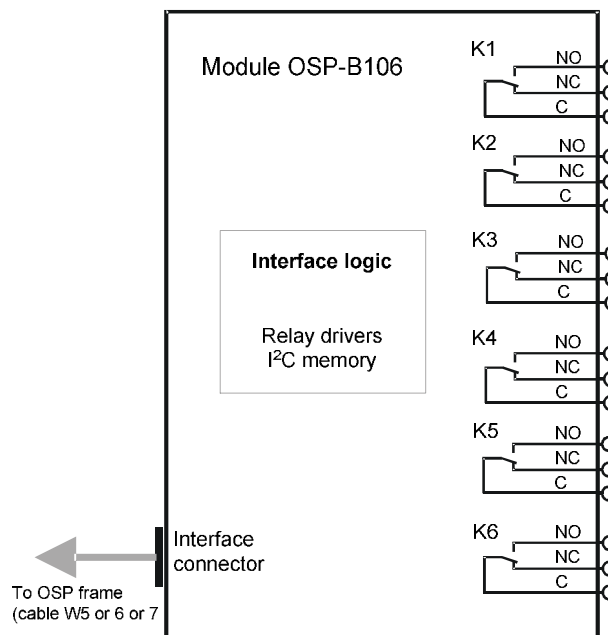 Module OSP-B106
K1
NO
NC
C
K2
NO
NC
C
Interface logic
Relay drivers
I²C memory
K3
NO
NC
C
K4
NO
NC
C
K5
NO
NC
C
K6
NO
NC
C
Interface
connector
To OSP frame
(cable W5 or 6 or 7